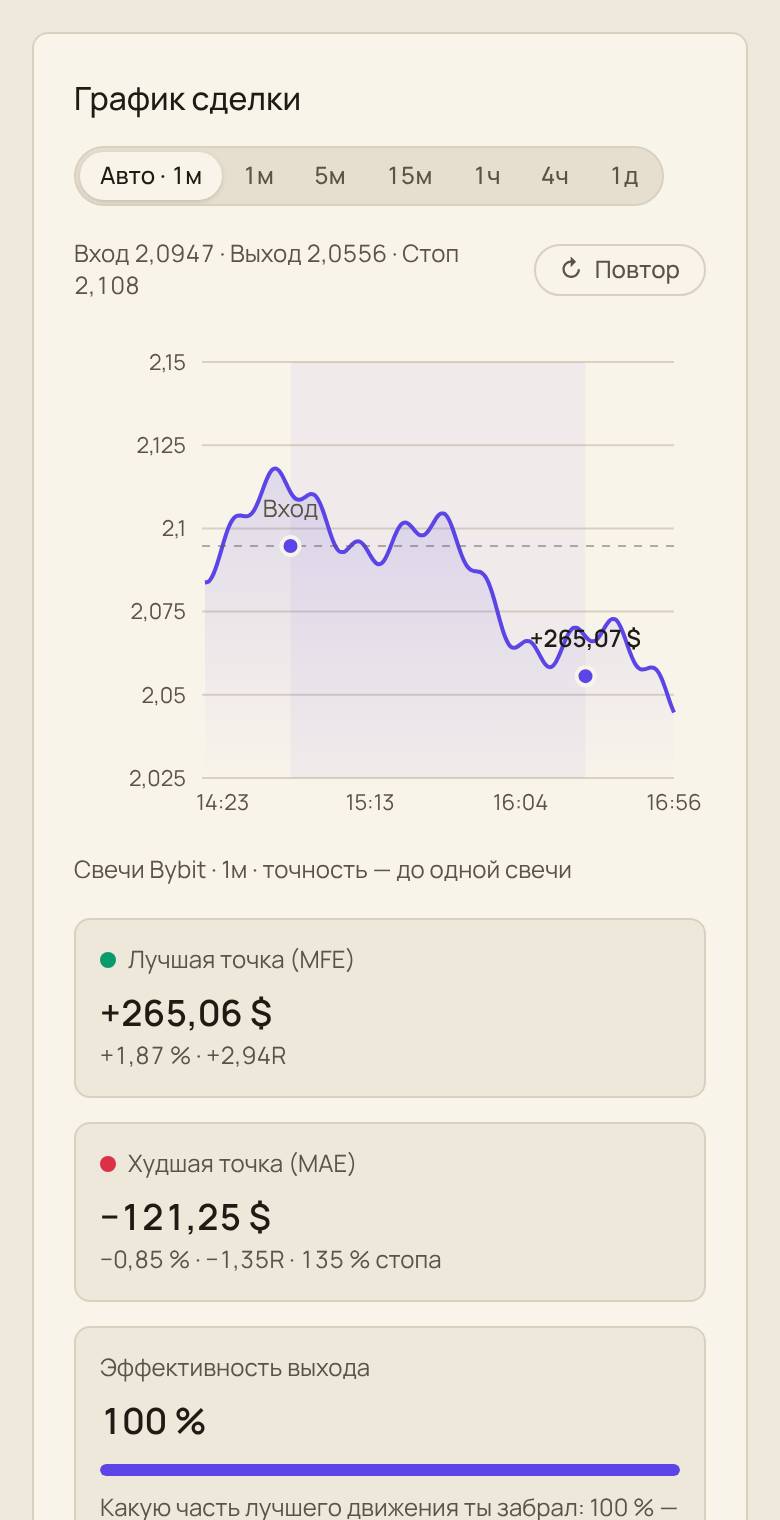 График сделки
Авто · 1м 1м 5м 15м 1ч 4ч 1д
Вход 2,0947 · Выход 2,0556 · Стоп
2,108
Повтор
2,15
2,125
Вход
2,1
2,075
+265,07 $
2,05
2,025
14:23 15:13 16:04 16:56
Свечи Bybit · 1м · точность — до одной свечи
Лучшая точка (MFE)
+265,06 $
+1,87 % · +2,94R
Худшая точка (MAE)
−121,25 $
−0,85 % · −1,35R · 135 % стопа
Эффективность выхода
100 %
Какую часть лучшего движения ты забрал: 100 % —